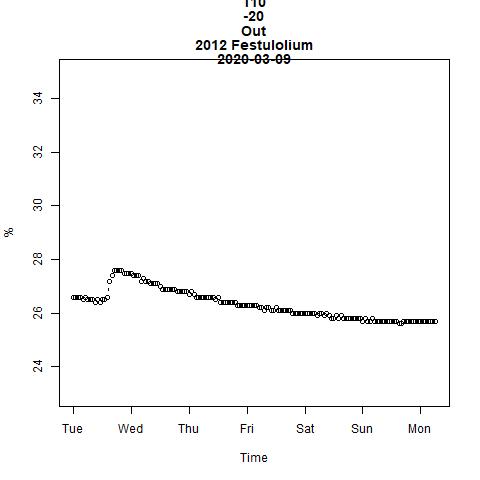 110
-20
Out
2012 Festulolium
2020-03-09
34
32
30
28
26
24
%
Tue Wed Thu Fri Sat Sun Mon
Time